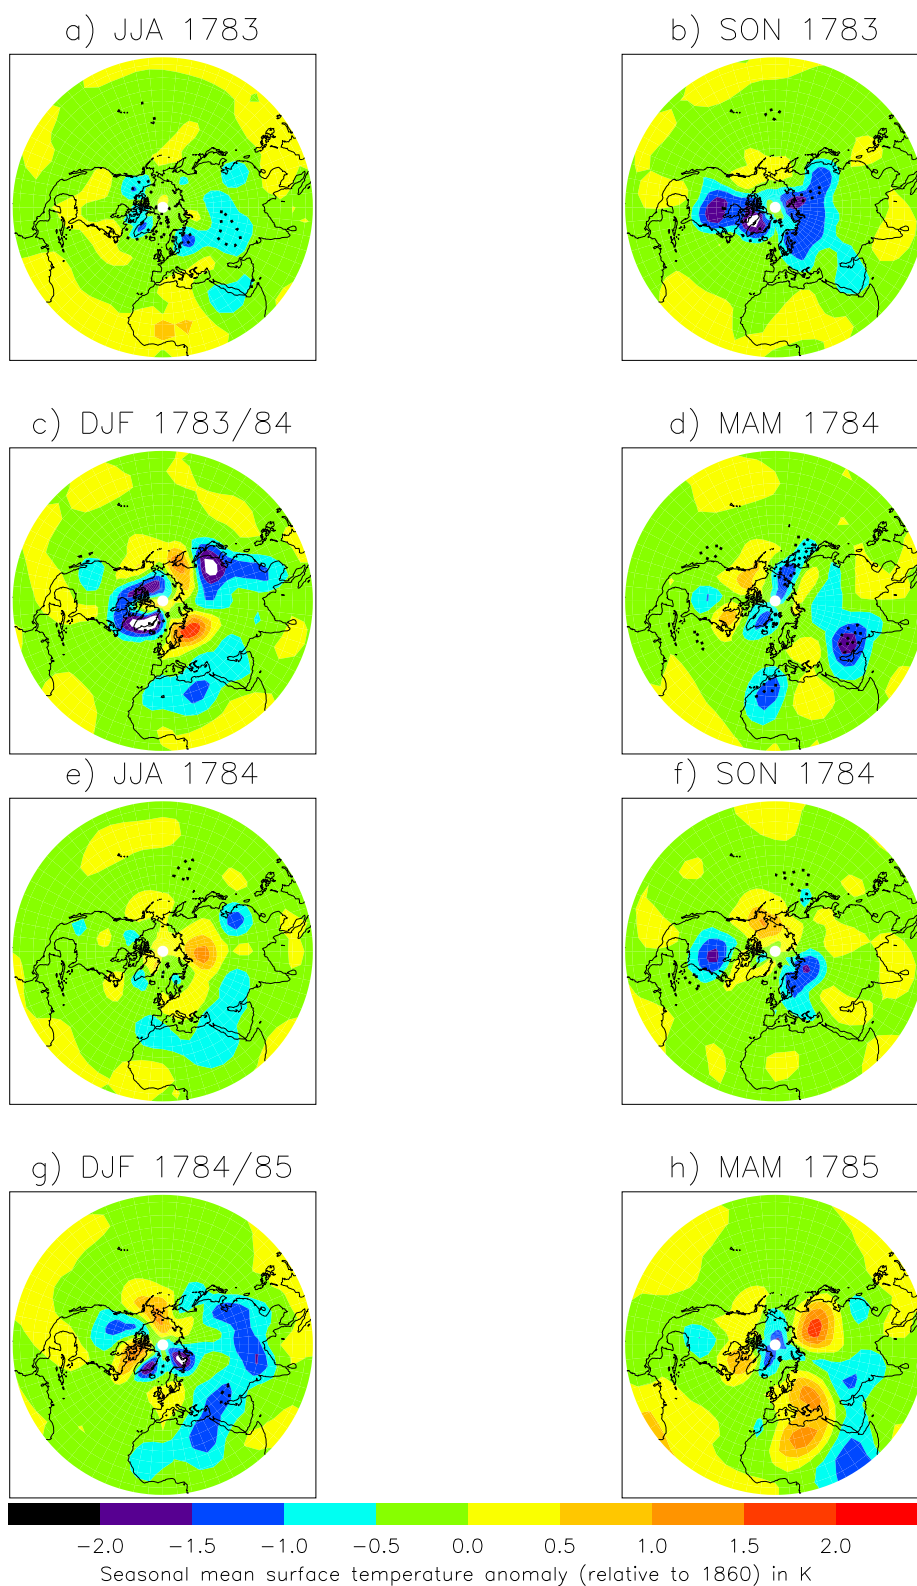 a) JJA 1783
b) SON 1783
c) DJF 1783/84
d) MAM 1784
e) JJA 1784
f) SON 1784
g) DJF 1784/85
h) MAM 1785
-2.0 -1.5 -1.0 -0.5 0.0 0.5 1.0 1.5 2.0
Seasonal mean surface temperature anomaly (relative to 1860) in K